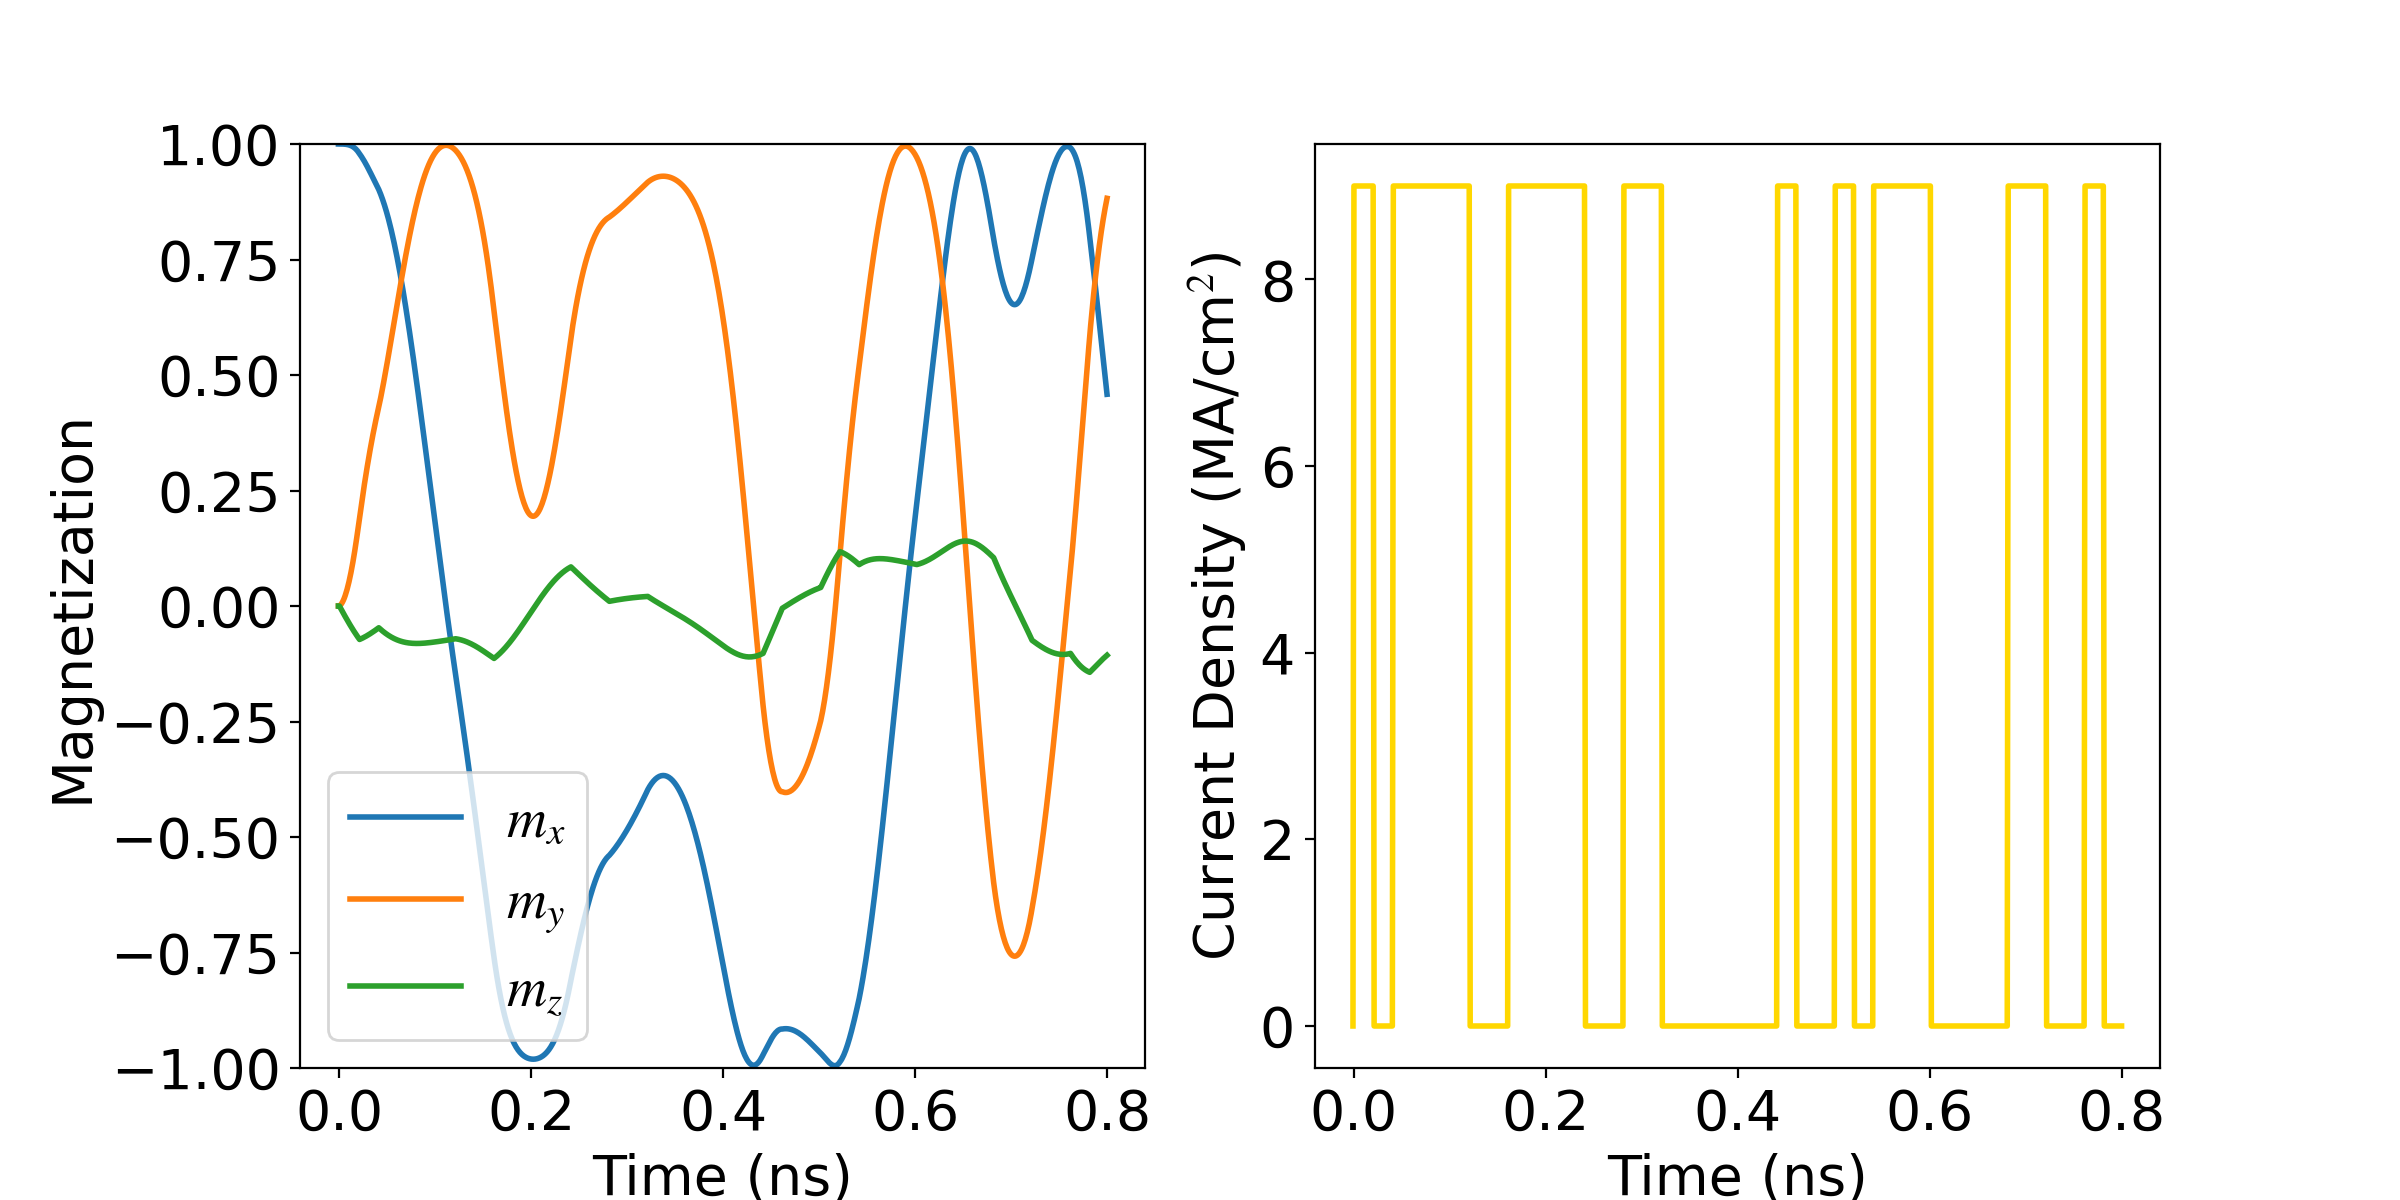 1.00
0.75
0.50
0.25
0.00
−0.25
−0.50
−0.75
−1.00
Magnetization
m_x
m_y
m_z
0.0 0.2 0.4 0.6 0.8
Time (ns)
8
6
4
2
0
Current Density (MA/cm²)
0.0 0.2 0.4 0.6 0.8
Time (ns)